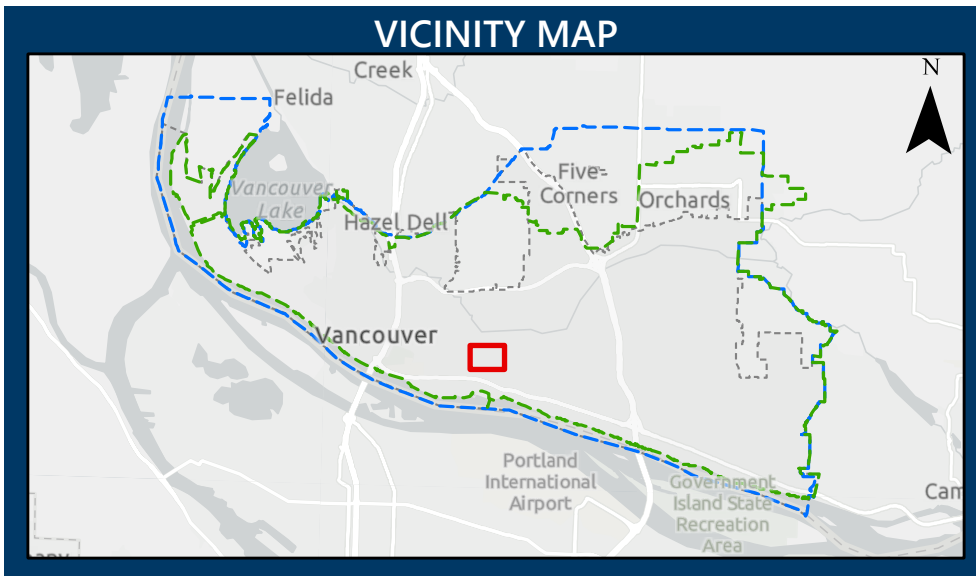 VICINITY MAP
Creek
N
Felida
Five
Corners
Vancouver
Lake
Orchards
Hazel Dell
Vancouver
Portland
International
Airport
Government
Island State
Recreation
Area
Cam